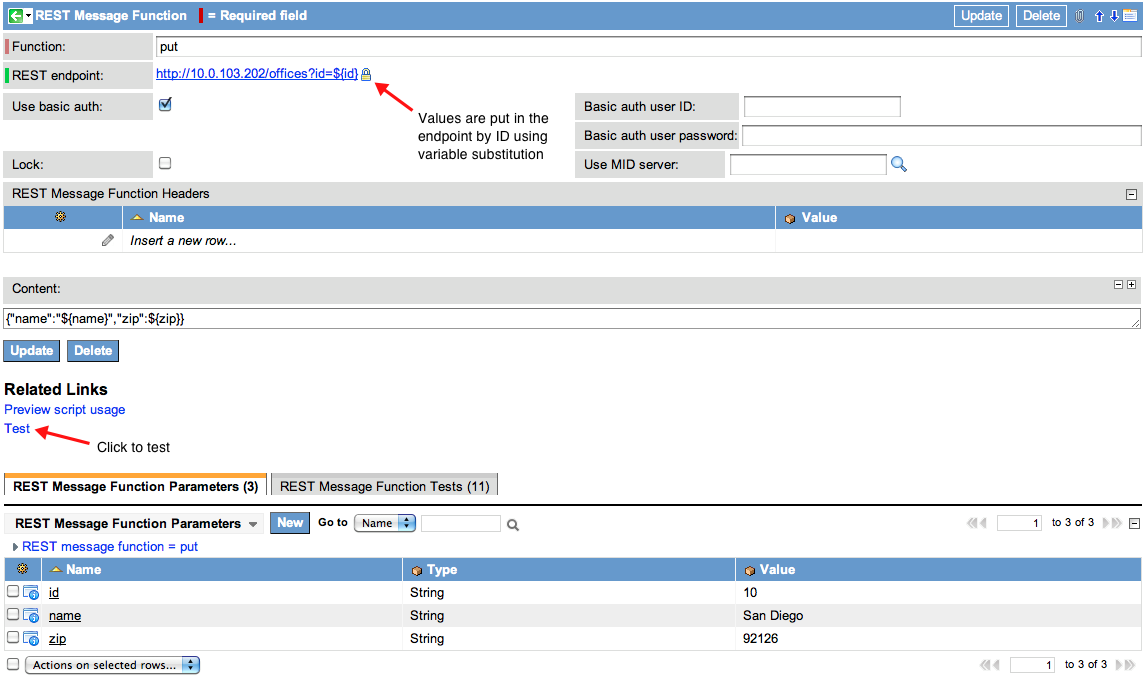 REST Message Function = Required field Update Delete
Function: put
REST endpoint: http://10.0.103.202/offices?id=${id}
Use basic auth: Basic auth user ID:
Values are put in the
endpoint by ID using
variable substitution
Basic auth user password:
Lock: Use MID server:
REST Message Function Headers
Name Value
Insert a new row...
Content:
{"name":"${name}","zip":${zip}}
Update Delete
Related Links
Preview script usage
Test
Click to test
REST Message Function Parameters (3) REST Message Function Tests (11)
REST Message Function Parameters New Go to Name 1 to 3 of 3
REST message function = put
Name Type Value
id String 10
name String San Diego
zip String 92126
Actions on selected rows... 1 to 3 of 3